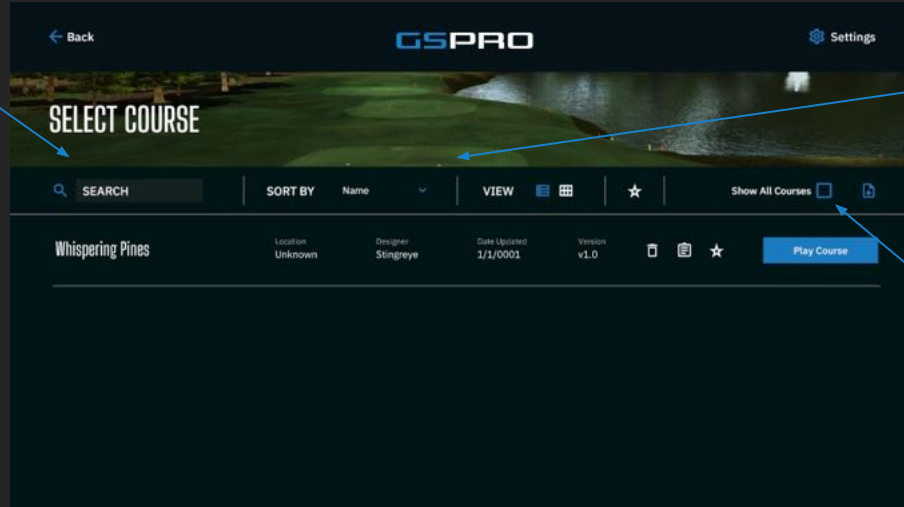 Back
GSPRO
Settings
SELECT COURSE
SEARCH
SORT BY Name
VIEW
Show All Courses
Whispering Pines
Location
Unknown
Designer
Stingreye
Date Updated
1/1/0001
Version
v1.0
Play Course